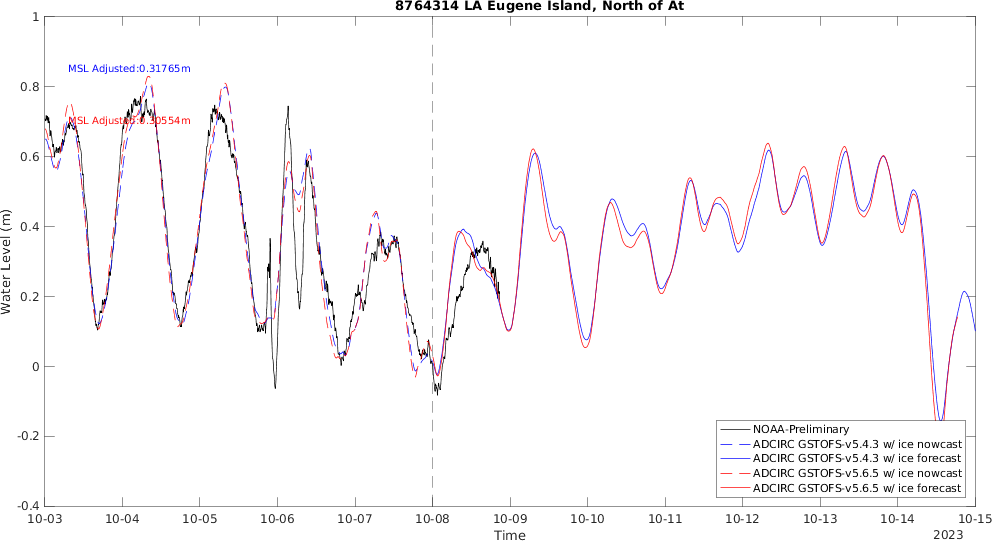 8764314 LA Eugene Island, North of At
1
0.8
0.6
0.4
0.2
0
-0.2
-0.4
Water Level (m)
MSL Adjusted:0.31765m
MSL Adjusted:0.30554m
NOAA-Preliminary
ADCIRC GSTOFS-v5.4.3 w/ ice nowcast
ADCIRC GSTOFS-v5.4.3 w/ ice forecast
ADCIRC GSTOFS-v5.6.5 w/ ice nowcast
ADCIRC GSTOFS-v5.6.5 w/ ice forecast
10-03 10-04 10-05 10-06 10-07 10-08 10-09 10-10 10-11 10-12 10-13 10-14 10-15
Time
2023